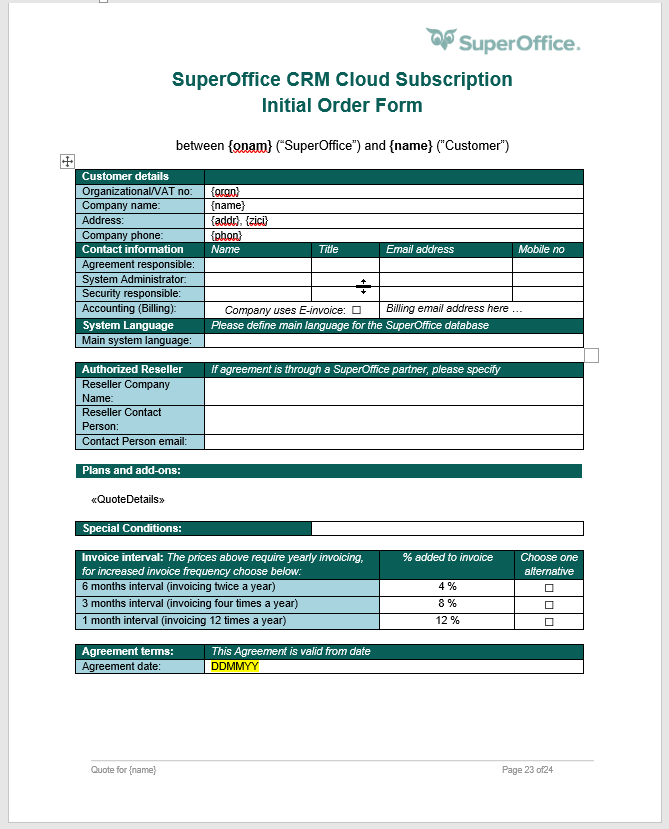 SuperOffice.
SuperOffice CRM Cloud Subscription
Initial Order Form
between {onam} (“SuperOffice”) and {name} (”Customer”)
Customer details
Organizational/VAT no: {orgn}
Company name: {name}
Address: {addr}, {zici}
Company phone: {phon}
Contact information Name Title Email address Mobile no
Agreement responsible:
System Administrator:
Security responsible:
Accounting (Billing): Company uses E-invoice: ☐ Billing email address here …
System Language Please define main language for the SuperOffice database
Main system language:
Authorized Reseller If agreement is through a SuperOffice partner, please specify
Reseller Company
Name:
Reseller Contact
Person:
Contact Person email:
Plans and add-ons:
«QuoteDetails»
Special Conditions:
Invoice interval: The prices above require yearly invoicing, % added to invoice Choose one
for increased invoice frequency choose below: alternative
6 months interval (invoicing twice a year) 4 % ☐
3 months interval (invoicing four times a year) 8 % ☐
1 month interval (invoicing 12 times a year) 12 % ☐
Agreement terms: This Agreement is valid from date
Agreement date: DDMMYY
Quote for {name} Page 23 of24